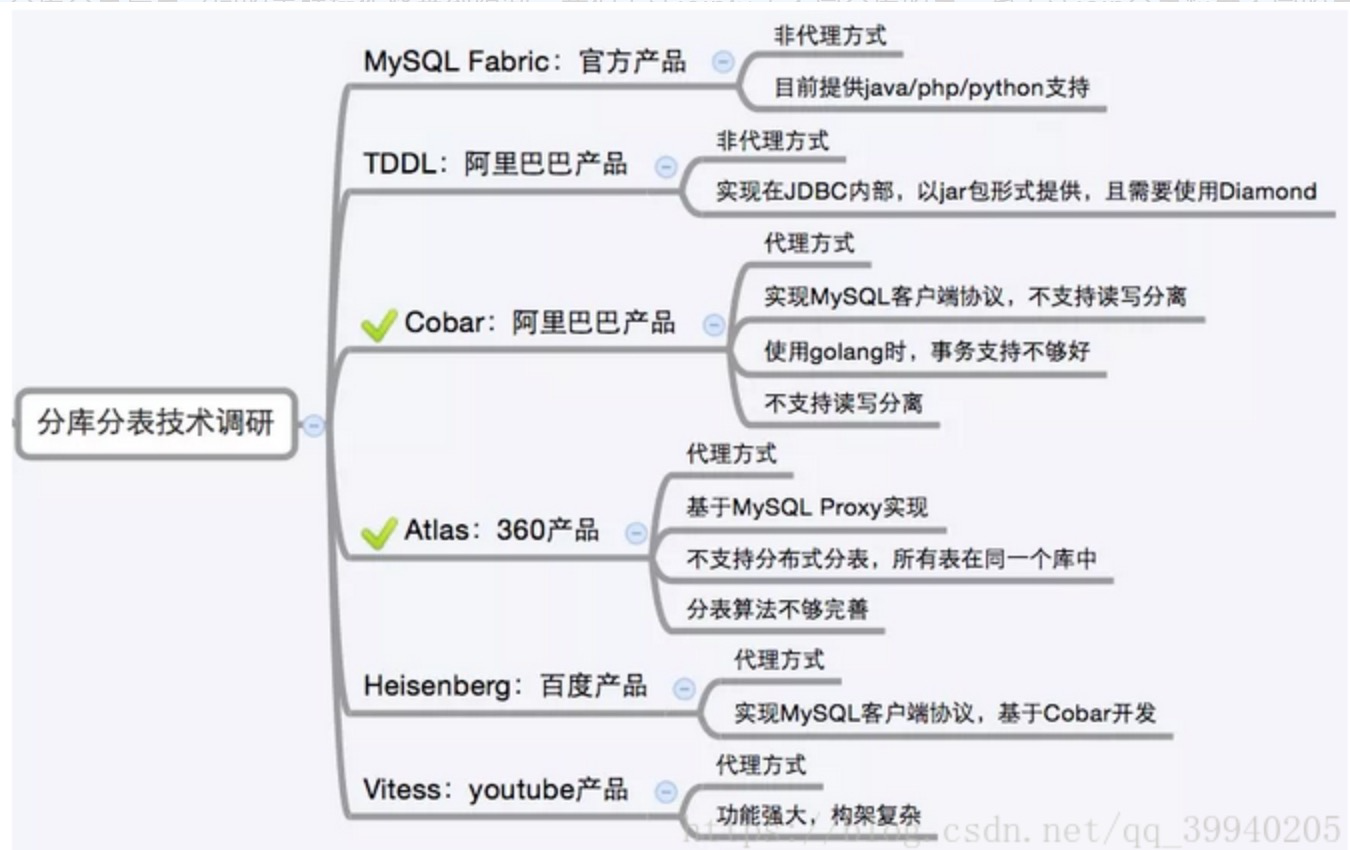 MySQL Fabric：官方产品
非代理方式
目前提供java/php/python支持
TDDL：阿里巴巴产品
非代理方式
实现在JDBC内部，以jar包形式提供，且需要使用Diamond
Cobar：阿里巴巴产品
代理方式
实现MySQL客户端协议，不支持读写分离
使用golang时，事务支持不够好
不支持读写分离
分库分表技术调研
Atlas：360产品
代理方式
基于MySQL Proxy实现
不支持分布式分表，所有表在同一个库中
分表算法不够完善
Heisenberg：百度产品
代理方式
实现MySQL客户端协议，基于Cobar开发
Vitess：youtube产品
代理方式
功能强大，构架复杂
https://blog.csdn.net/qq_39940205